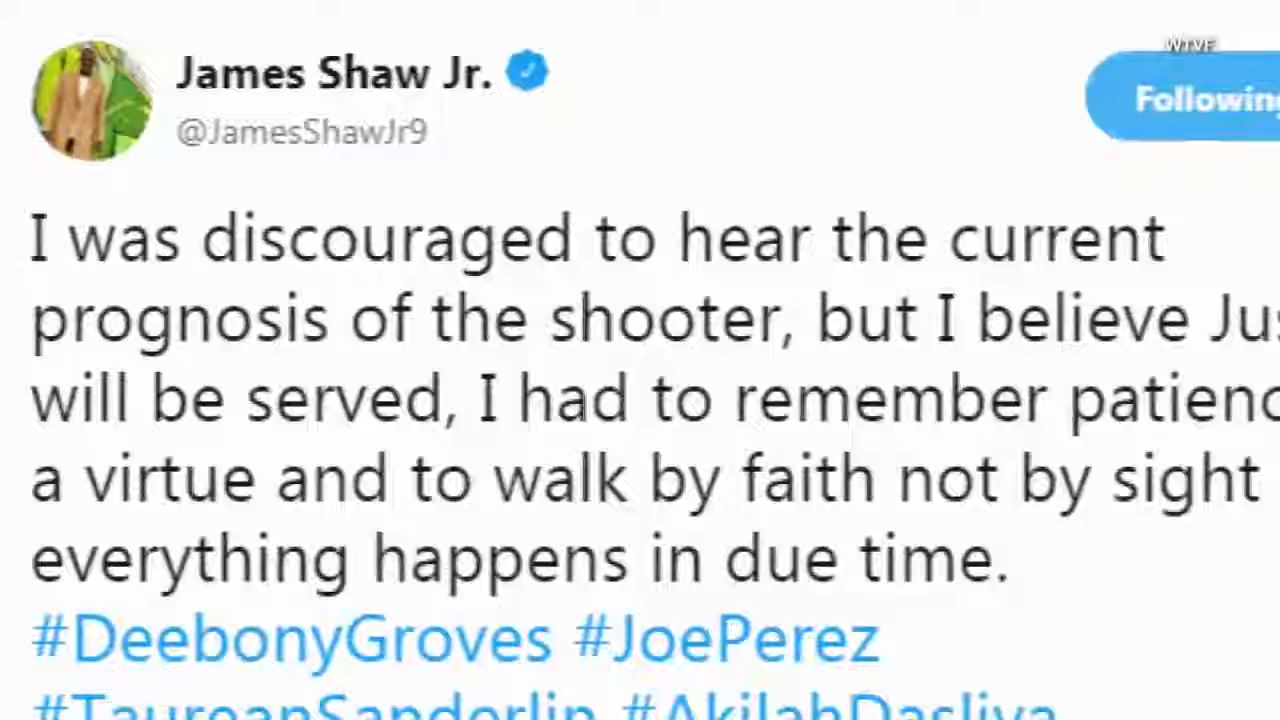 WTVF
James Shaw Jr.
@JamesShawJr9
Following
I was discouraged to hear the current
prognosis of the shooter, but I believe Jus
will be served, I had to remember patienc
a virtue and to walk by faith not by sight
everything happens in due time.
#DeebonyGroves #JoePerez
#TaureanSanderlin #AkilahDasliva